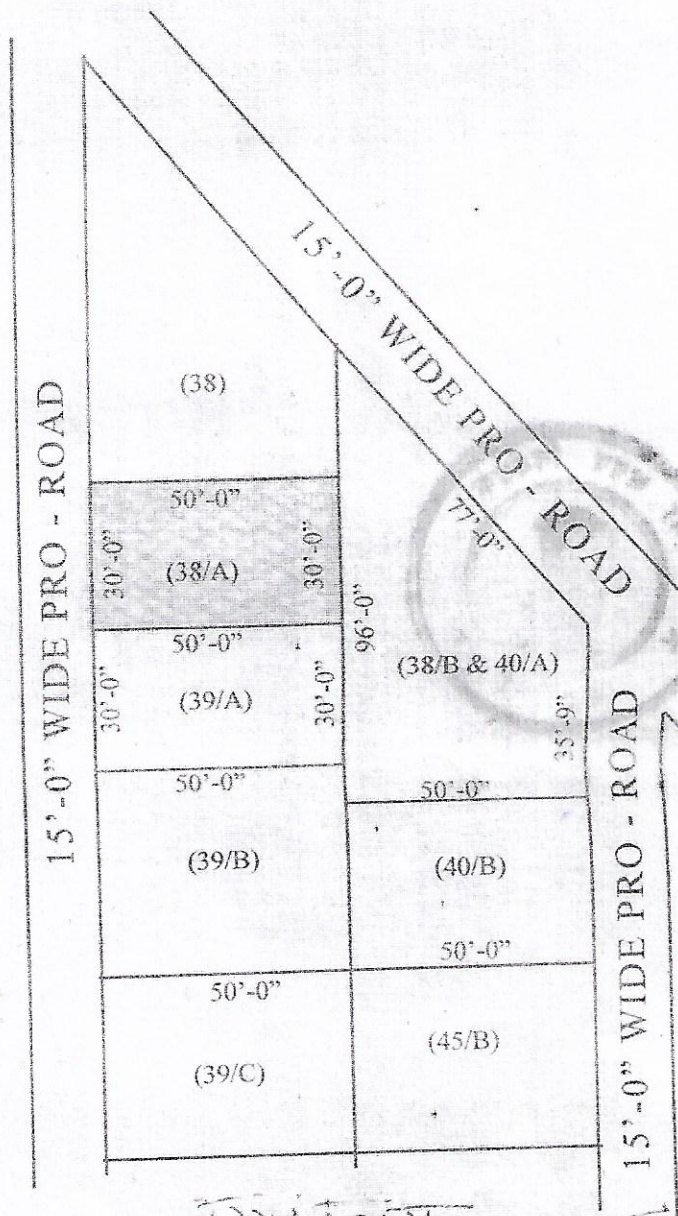 15'-0" WIDE PRO - ROAD
15'-0" WIDE PRO - ROAD
(38)
77'-0"
50'-0"
30'-0"
(38/A)
30'-0"
96'-0"
50'-0"
30'-0"
(39/A)
30'-0"
(38/B & 40/A)
35'-9"
50'-0"
50'-0"
(39/B)
(40/B)
50'-0"
50'-0"
(39/C)
(45/B)
15'-0" WIDE PRO - ROAD